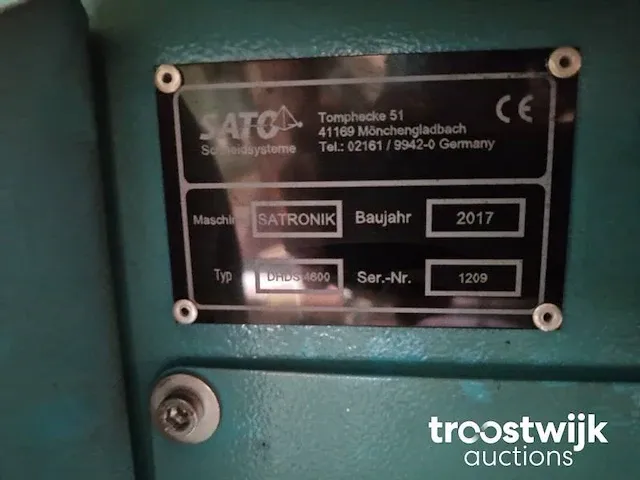 SATO
Schneidsysteme
Tomphecke 51
41169 Mönchengladbach
Tel.: 02161 / 9942-0 Germany
CE
Maschine SATRONIK Baujahr 2017
Typ DHDS 4600 Ser.-Nr. 1209
troostwijk
auctions